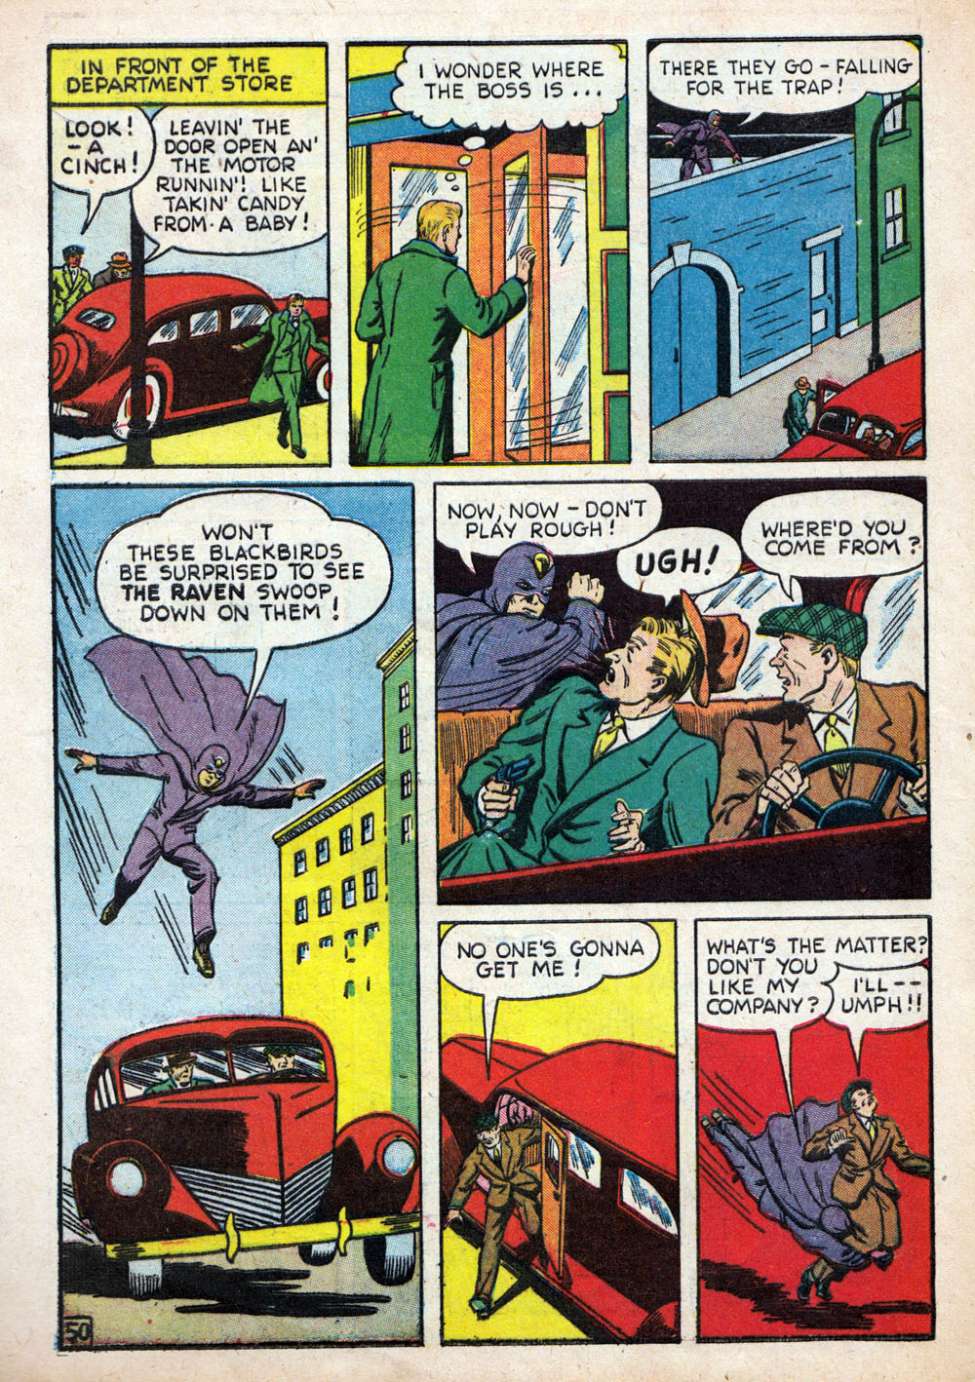 IN FRONT OF THE
DEPARTMENT STORE
LOOK!
- A
CINCH!
LEAVIN' THE
DOOR OPEN AN'
THE MOTOR
RUNNIN'! LIKE
TAKIN' CANDY
FROM A BABY!
I WONDER WHERE
THE BOSS IS...
THERE THEY GO - FALLING
FOR THE TRAP!
WON'T
THESE BLACKBIRDS
BE SURPRISED TO SEE
THE RAVEN SWOOP
DOWN ON THEM!
NOW, NOW - DON'T
PLAY ROUGH!
UGH!
WHERE'D YOU
COME FROM?
NO ONE'S GONNA
GET ME!
WHAT'S THE MATTER?
DON'T YOU
LIKE MY
COMPANY?
I'LL --
UMPH!!
50